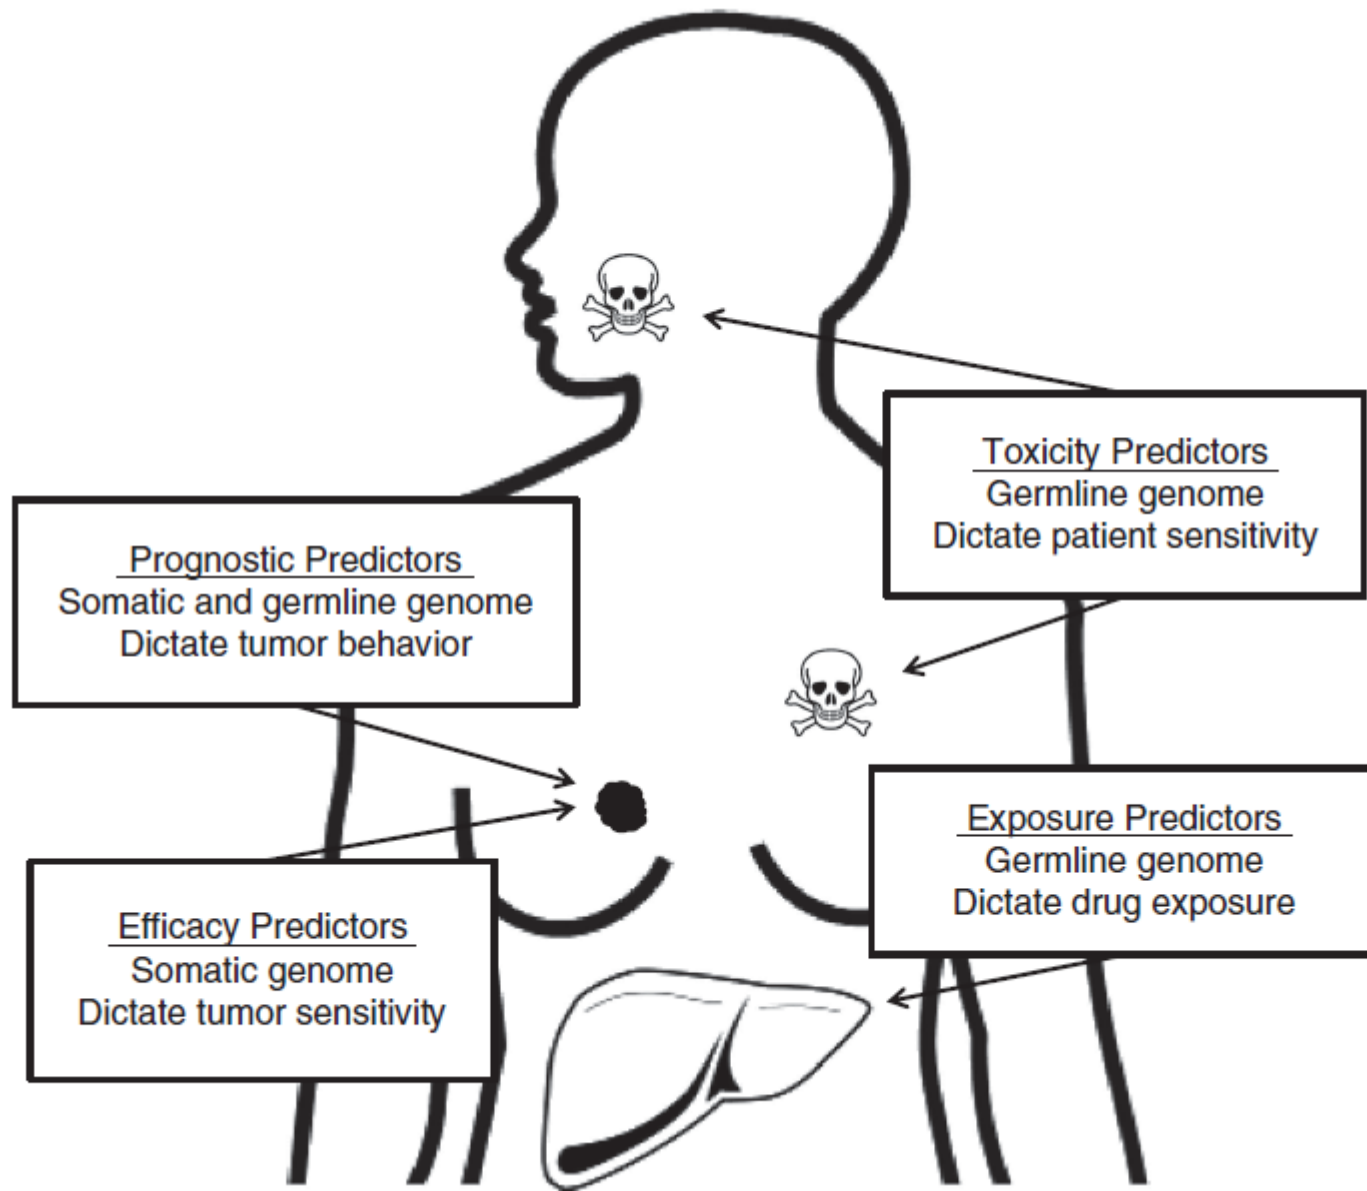 Toxicity Predictors
Germline genome
Dictate patient sensitivity
Prognostic Predictors
Somatic and germline genome
Dictate tumor behavior
Exposure Predictors
Germline genome
Dictate drug exposure
Efficacy Predictors
Somatic genome
Dictate tumor sensitivity